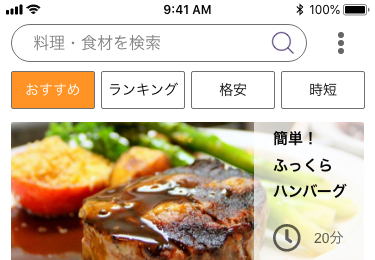 9:41 AM 100%
料理・食材を検索
おすすめ ランキング 格安 時短
簡単！
ふっくら
ハンバーグ
20分